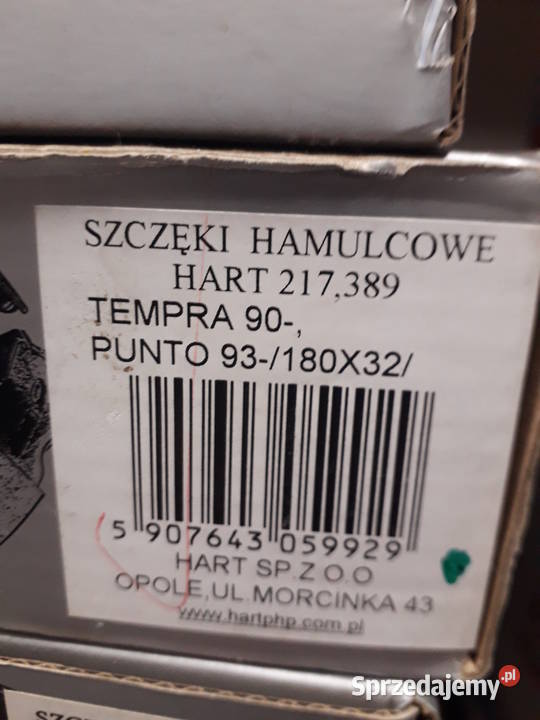 SZCZĘKI HAMULCOWE
HART 217,389
TEMPRA 90-,
PUNTO 93-/180X32/
5 907643 059929
HART SP.Z O.O
OPOLE,UL.MORCINKA 43
www.hartphp.com.pl
Sprzedajemy.pl